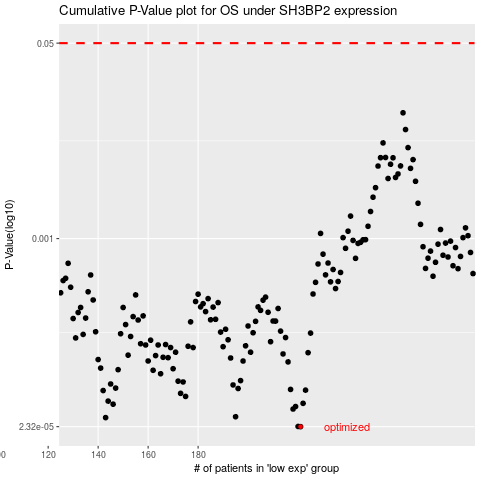 Cumulative P-Value plot for OS under SH3BP2 expression
0.05
P-Value(log10)
0.001
2.32e-05
optimized
00 120 140 160 180
# of patients in 'low exp' group